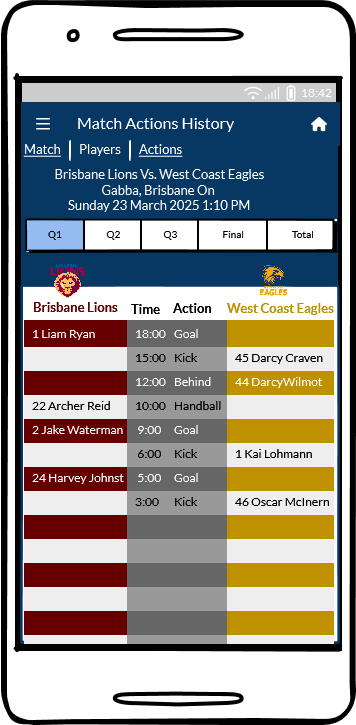 18:42
Match Actions History
Match Players Actions
Brisbane Lions Vs. West Coast Eagles
Gabba, Brisbane On
Sunday 23 March 2025 1:10 PM
Q1 Q2 Q3 Final Total
LIONS
EAGLES
Brisbane Lions Time Action West Coast Eagles
1 Liam Ryan 18:00 Goal
15:00 Kick 45 Darcy Craven
12:00 Behind 44 DarcyWilmot
22 Archer Reid 10:00 Handball
2 Jake Waterman 9:00 Goal
6:00 Kick 1 Kai Lohmann
24 Harvey Johnst 5:00 Goal
3:00 Kick 46 Oscar McInern